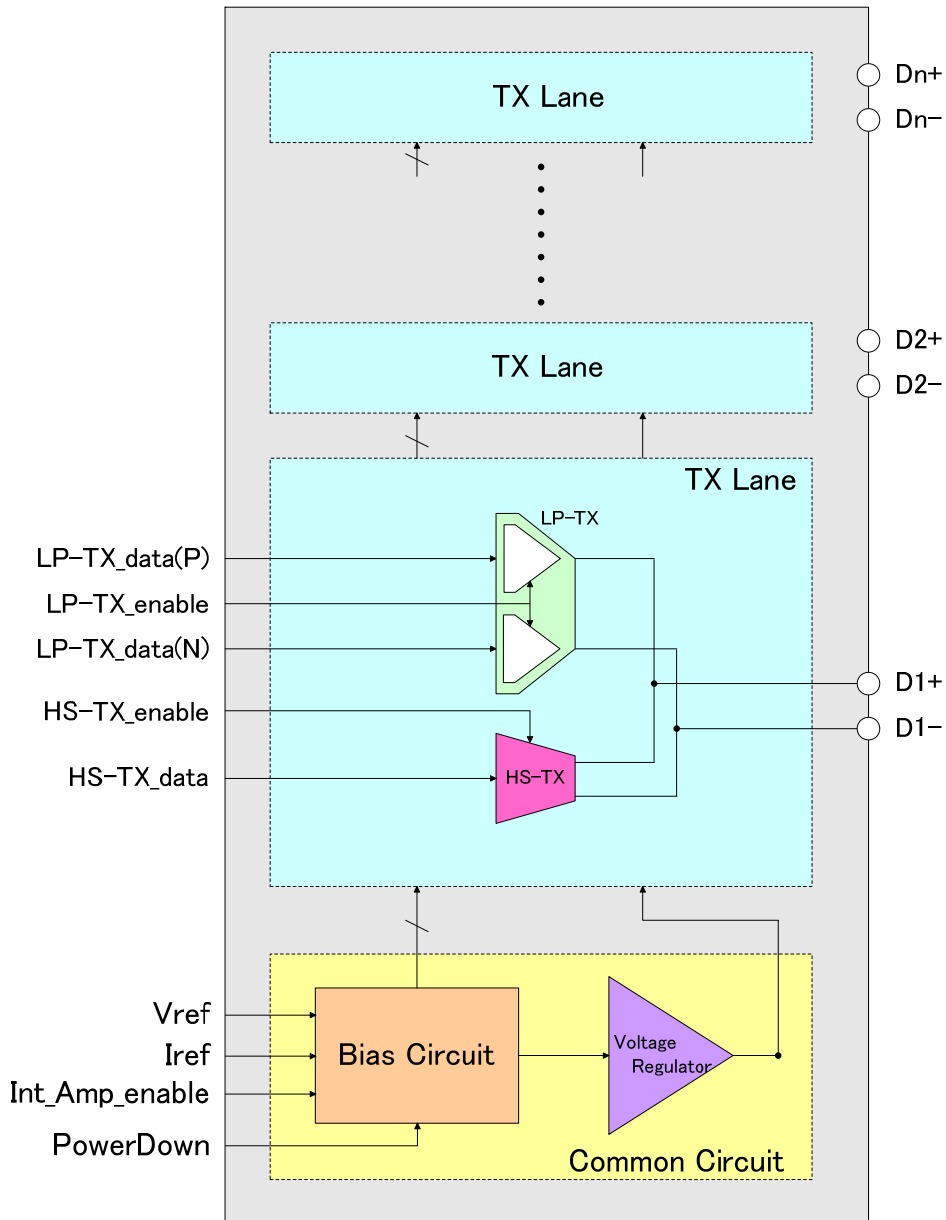 TX Lane
Dn+
Dn-
TX Lane
D2+
D2-
TX Lane
LP-TX
LP-TX_data(P)
LP-TX_enable
LP-TX_data(N)
D1+
HS-TX_enable
D1-
HS-TX_data
HS-TX
Vref
Iref
Int_Amp_enable
PowerDown
Bias Circuit
Voltage
Regulator
Common Circuit